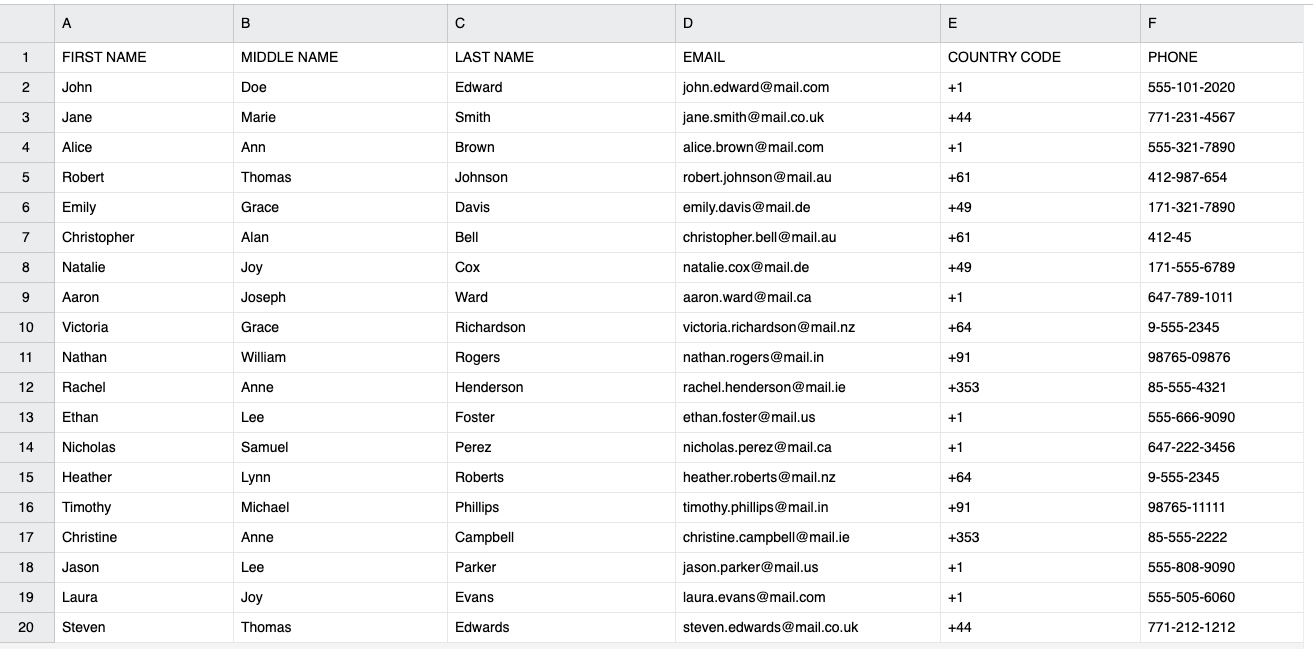 A B C D E F
1 FIRST NAME MIDDLE NAME LAST NAME EMAIL COUNTRY CODE PHONE
2 John Doe Edward john.edward@mail.com +1 555-101-2020
3 Jane Marie Smith jane.smith@mail.co.uk +44 771-231-4567
4 Alice Ann Brown alice.brown@mail.com +1 555-321-7890
5 Robert Thomas Johnson robert.johnson@mail.au +61 412-987-654
6 Emily Grace Davis emily.davis@mail.de +49 171-321-7890
7 Christopher Alan Bell christopher.bell@mail.au +61 412-45
8 Natalie Joy Cox natalie.cox@mail.de +49 171-555-6789
9 Aaron Joseph Ward aaron.ward@mail.ca +1 647-789-1011
10 Victoria Grace Richardson victoria.richardson@mail.nz +64 9-555-2345
11 Nathan William Rogers nathan.rogers@mail.in +91 98765-09876
12 Rachel Anne Henderson rachel.henderson@mail.ie +353 85-555-4321
13 Ethan Lee Foster ethan.foster@mail.us +1 555-666-9090
14 Nicholas Samuel Perez nicholas.perez@mail.ca +1 647-222-3456
15 Heather Lynn Roberts heather.roberts@mail.nz +64 9-555-2345
16 Timothy Michael Phillips timothy.phillips@mail.in +91 98765-11111
17 Christine Anne Campbell christine.campbell@mail.ie +353 85-555-2222
18 Jason Lee Parker jason.parker@mail.us +1 555-808-9090
19 Laura Joy Evans laura.evans@mail.com +1 555-505-6060
20 Steven Thomas Edwards steven.edwards@mail.co.uk +44 771-212-1212